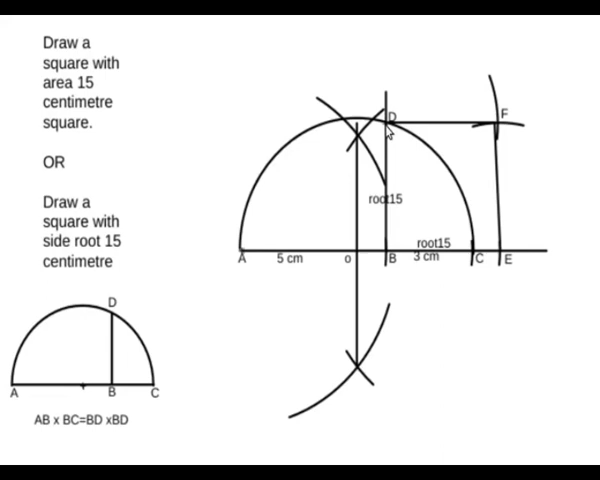 Draw a
square with
area 15
centimetre
square.
OR
Draw a
square with
side root 15
centimetre
D
A B C
AB x BC=BD xBD
D F
root15
root15
A 5 cm o B 3 cm C E